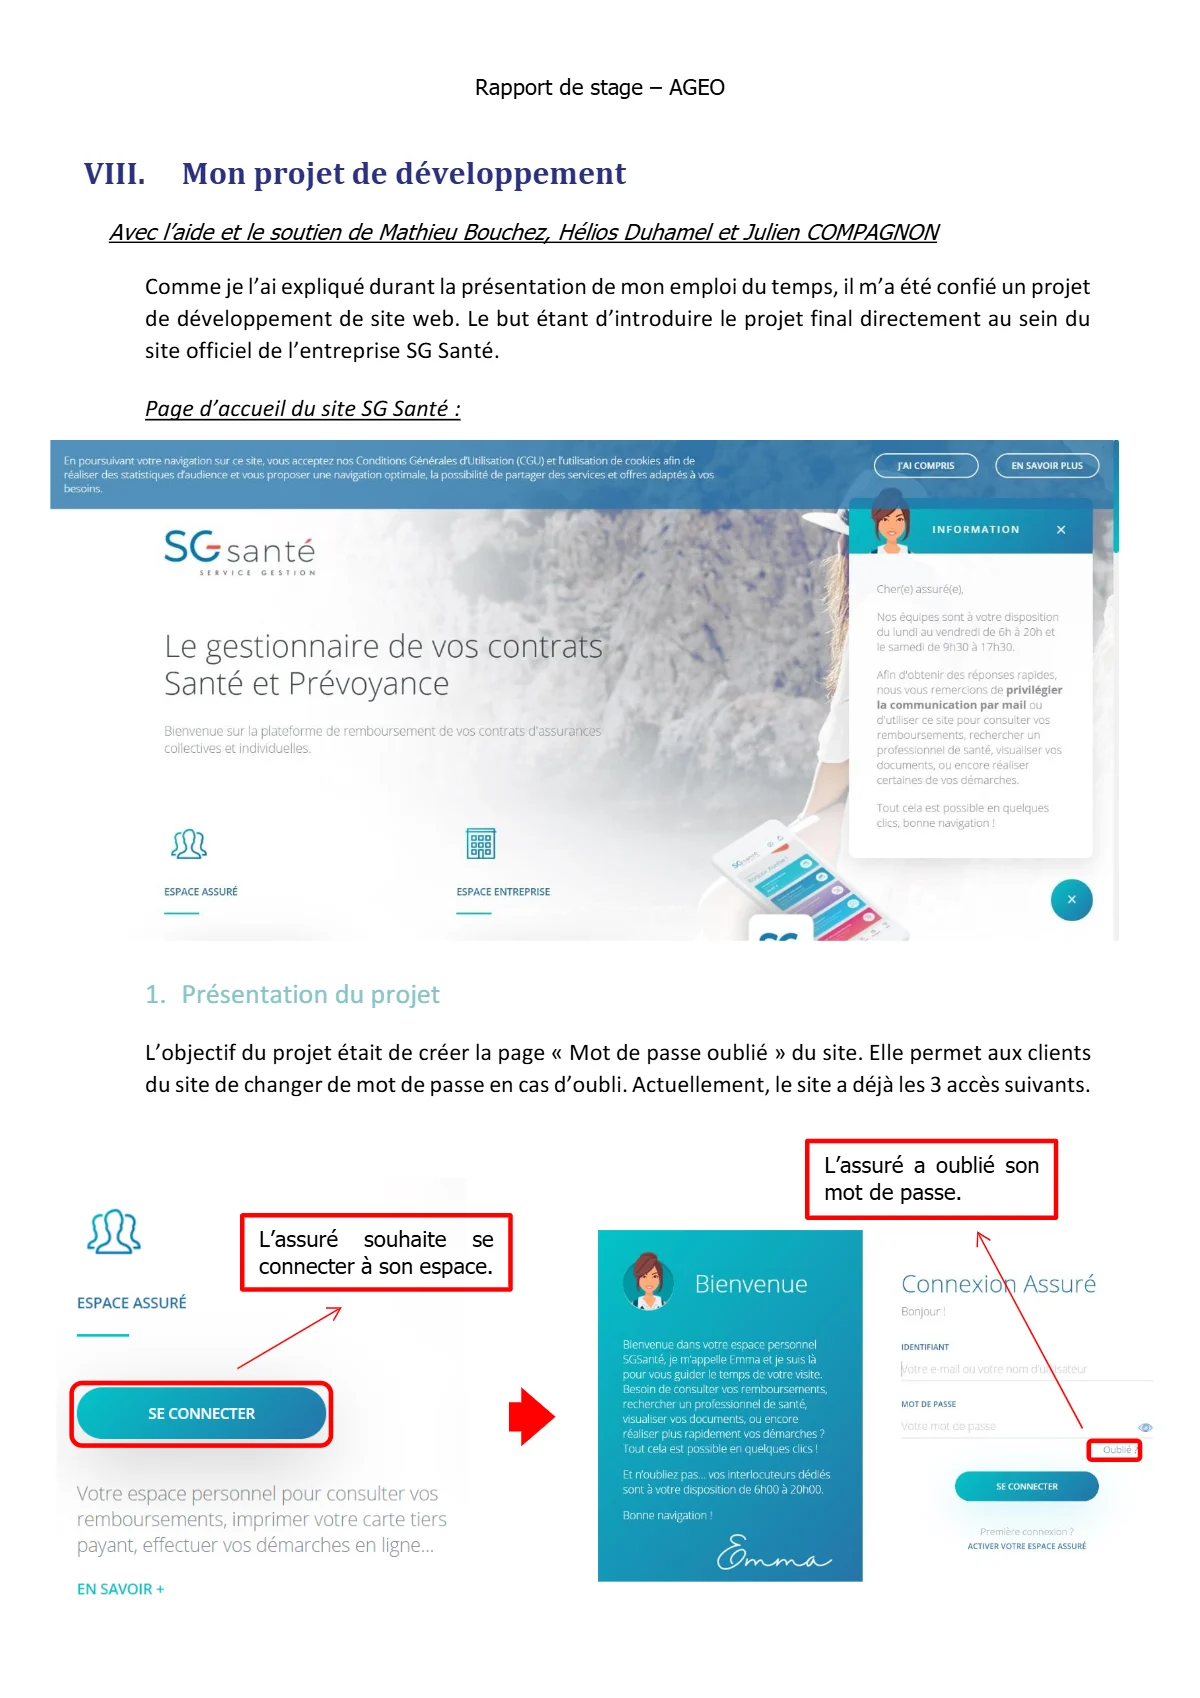 Rapport de stage – AGEO
VIII. Mon projet de développement
Avec l’aide et le soutien de Mathieu Bouchez, Hélios Duhamel et Julien COMPAGNON
Comme je l’ai expliqué durant la présentation de mon emploi du temps, il m’a été confié un projet
de développement de site web. Le but étant d’introduire le projet final directement au sein du
site officiel de l’entreprise SG Santé.
Page d’accueil du site SG Santé :
En poursuivant votre navigation sur ce site, vous acceptez nos Conditions Générales d'Utilisation (CGU) et l'utilisation de cookies afin de
réaliser des statistiques d'audience et vous proposer une navigation optimale, la possibilité de partager des services et offres adaptés à vos
besoins.
J'AI COMPRIS
EN SAVOIR PLUS
SG santé
SERVICE GESTION
Le gestionnaire de vos contrats
Santé et Prévoyance
Bienvenue sur la plateforme de remboursement de vos contrats d'assurances
collectives et individuelles.
ESPACE ASSURÉ
ESPACE ENTREPRISE
INFORMATION
Cher(e) assuré(e),
Nos équipes sont à votre disposition
du lundi au vendredi de 6h à 20h et
le samedi de 9h30 à 17h30.
Afin d'obtenir des réponses rapides,
nous vous remercions de privilégier
la communication par mail ou
d'utiliser ce site pour consulter vos
remboursements, rechercher un
professionnel de santé, visualiser vos
documents, ou encore réaliser
certaines de vos démarches.
Tout cela est possible en quelques
clics, bonne navigation !
SG
1. Présentation du projet
L’objectif du projet était de créer la page « Mot de passe oublié » du site. Elle permet aux clients
du site de changer de mot de passe en cas d’oubli. Actuellement, le site a déjà les 3 accès suivants.
L’assuré a oublié son
mot de passe.
L’assuré souhaite se
connecter à son espace.
ESPACE ASSURÉ
SE CONNECTER
Votre espace personnel pour consulter vos
remboursements, imprimer votre carte tiers
payant, effectuer vos démarches en ligne...
EN SAVOIR +
Bienvenue
Bienvenue dans votre espace personnel
SGSanté, je m'appelle Emma et je suis là
pour vous guider le temps de votre visite.
Besoin de consulter vos remboursements,
rechercher un professionnel de santé,
visualiser vos documents, ou encore
réaliser plus rapidement vos démarches ?
Tout cela est possible en quelques clics !
Et n'oubliez pas... vos interlocuteurs dédiés
sont à votre disposition de 6h00 à 20h00.
Bonne navigation !
Emma
Connexion Assuré
Bonjour !
IDENTIFIANT
Votre e-mail ou votre nom d'utilisateur
MOT DE PASSE
Votre mot de passe
Oublié ?
SE CONNECTER
Première connexion ?
ACTIVER VOTRE ESPACE ASSURÉ